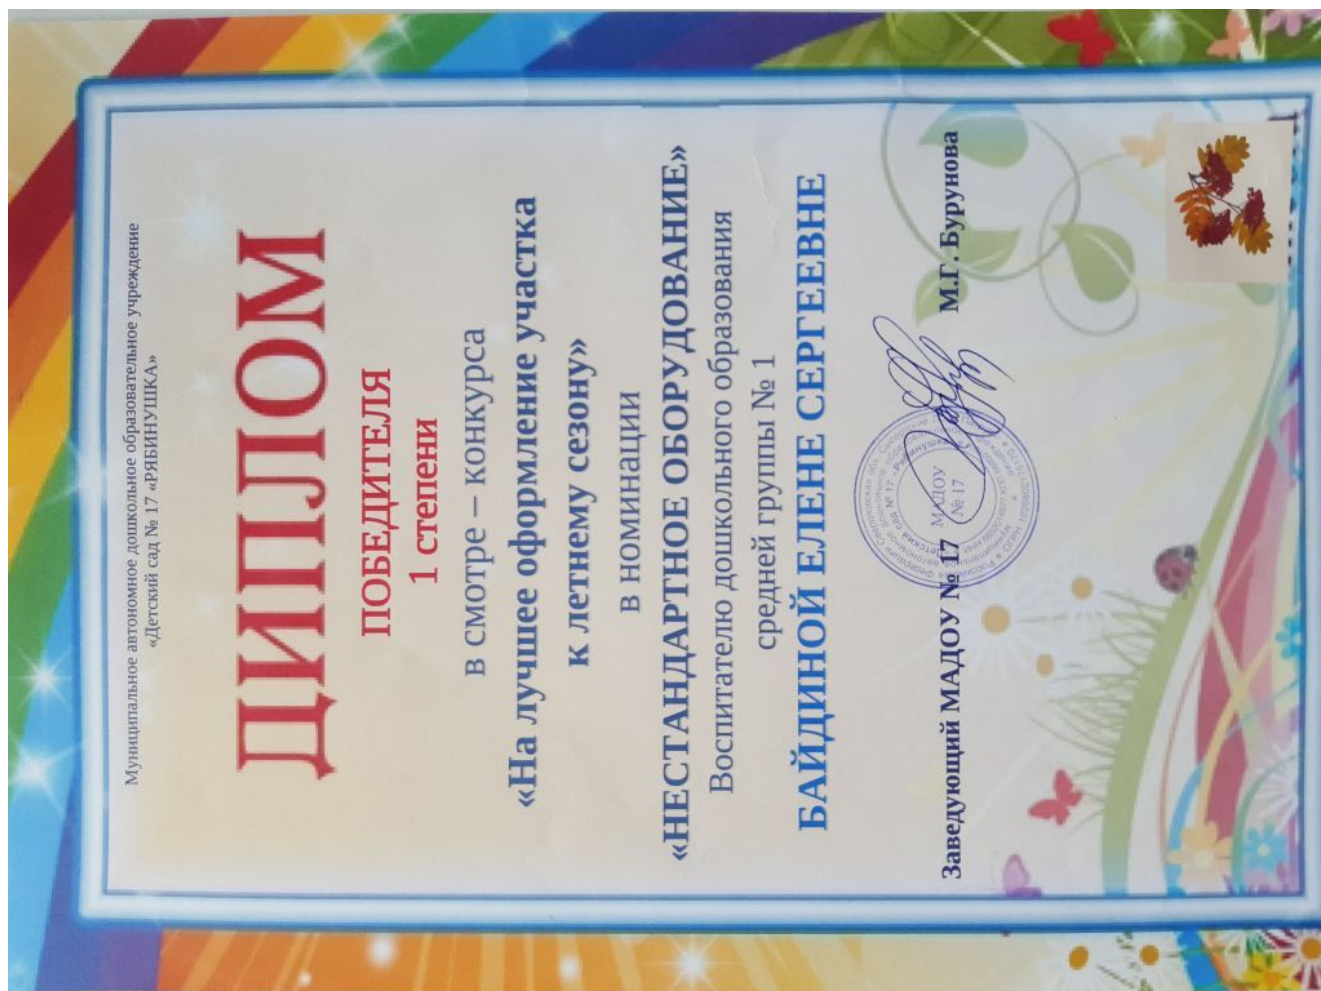 Муниципальное автономное дошкольное образовательное учреждение
«Детский сад № 17 «РЯБИНУШКА»
ДИПЛОМ
ПОБЕДИТЕЛЯ
1 степени
в смотре – конкурса
«На лучшее оформление участка
к летнему сезону»
в номинации
«НЕСТАНДАРТНОЕ ОБОРУДОВАНИЕ»
Воспитателю дошкольного образования
средней группы № 1
БАЙДИНОЙ ЕЛЕНЕ СЕРГЕЕВНЕ
Заведующий МАДОУ № 17 М.Г. Бурунова
МАДОУ
№ 17